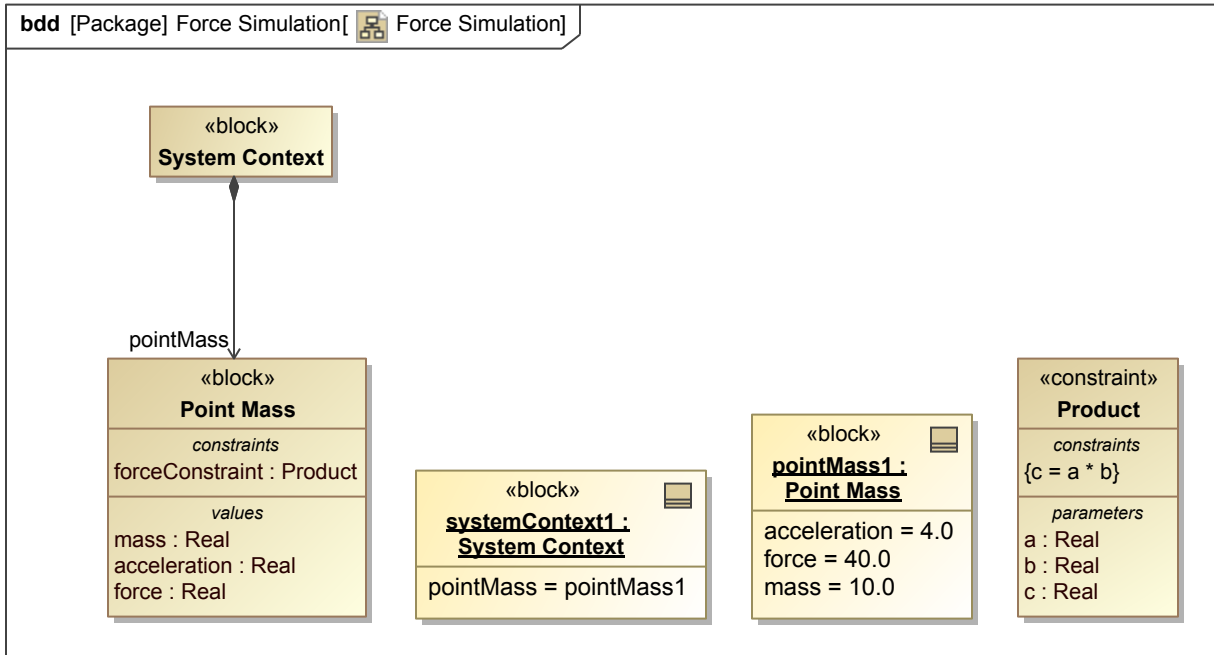 bdd [Package] Force Simulation[ Force Simulation]
«block»
System Context
pointMass
«block»
Point Mass
constraints
forceConstraint : Product
values
mass : Real
acceleration : Real
force : Real
«block»
systemContext1 :
System Context
pointMass = pointMass1
«block»
pointMass1 :
Point Mass
acceleration = 4.0
force = 40.0
mass = 10.0
«constraint»
Product
constraints
{c = a * b}
parameters
a : Real
b : Real
c : Real